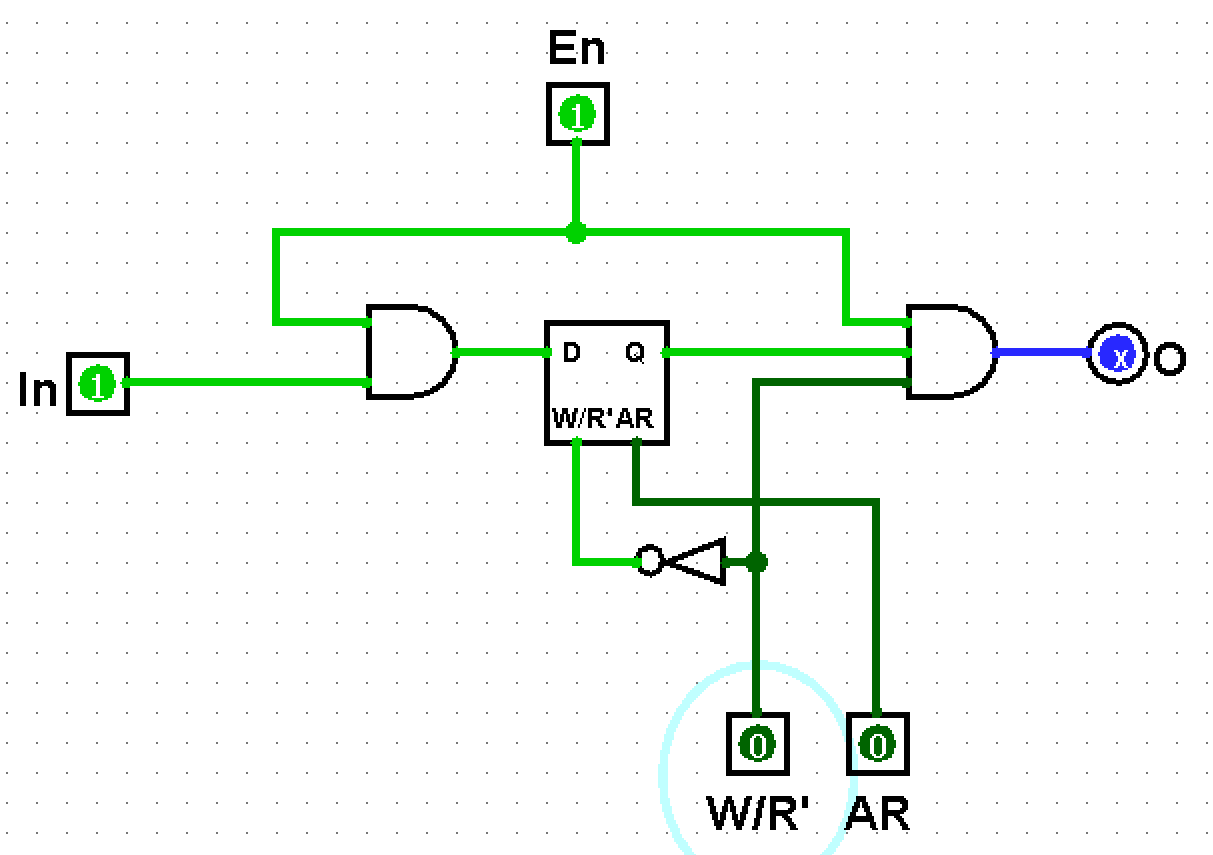 En
1
In 1
D Q
W/R' AR
x O
0 0
W/R' AR